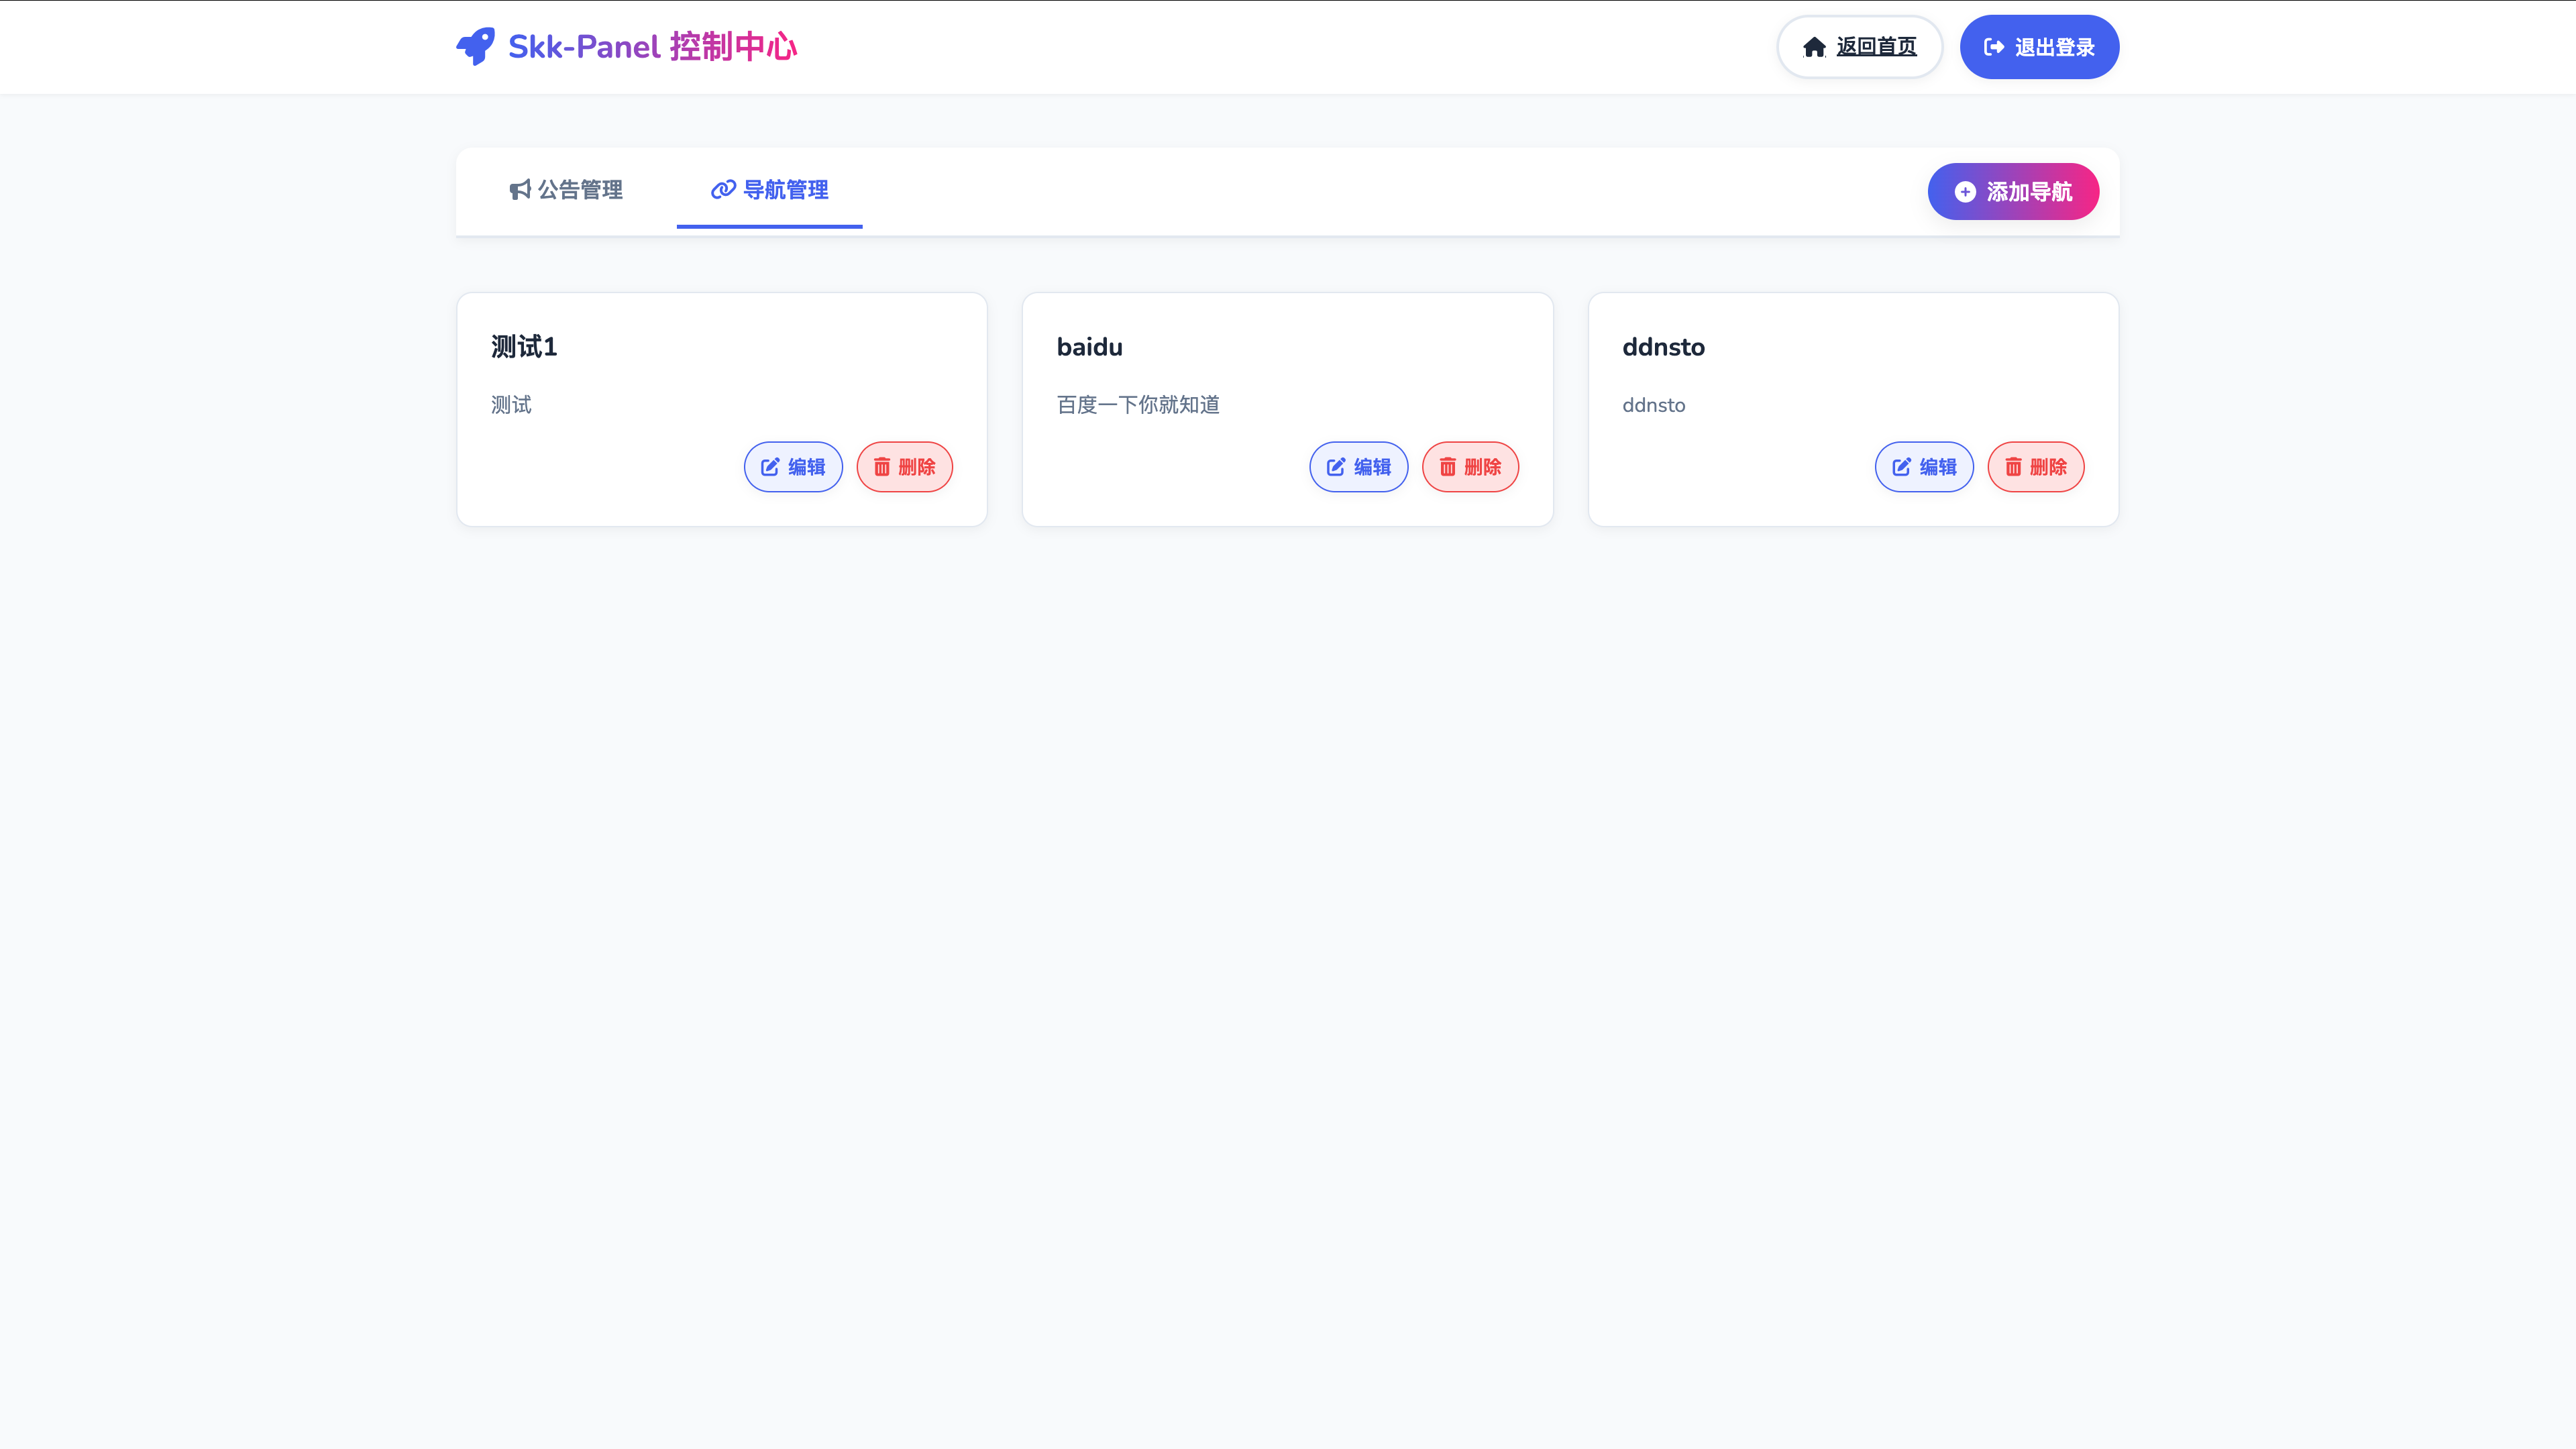 Skk-Panel 控制中心
返回首页
退出登录
公告管理
导航管理
添加导航
测试1
测试
编辑
删除
baidu
百度一下你就知道
编辑
删除
ddnsto
ddnsto
编辑
删除